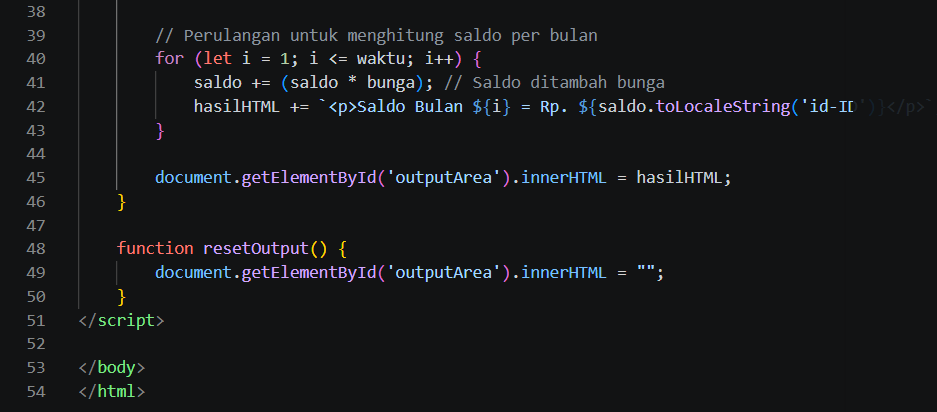 38
39 // Perulangan untuk menghitung saldo per bulan
40 for (let i = 1; i <= waktu; i++) {
41 saldo += (saldo * bunga); // Saldo ditambah bunga
42 hasilHTML += `<p>Saldo Bulan ${i} = Rp. ${saldo.toLocaleString('id-ID')}</p>`
43 }
44
45 document.getElementById('outputArea').innerHTML = hasilHTML;
46 }
47
48 function resetOutput() {
49 document.getElementById('outputArea').innerHTML = "";
50 }
51 </script>
52
53 </body>
54 </html>